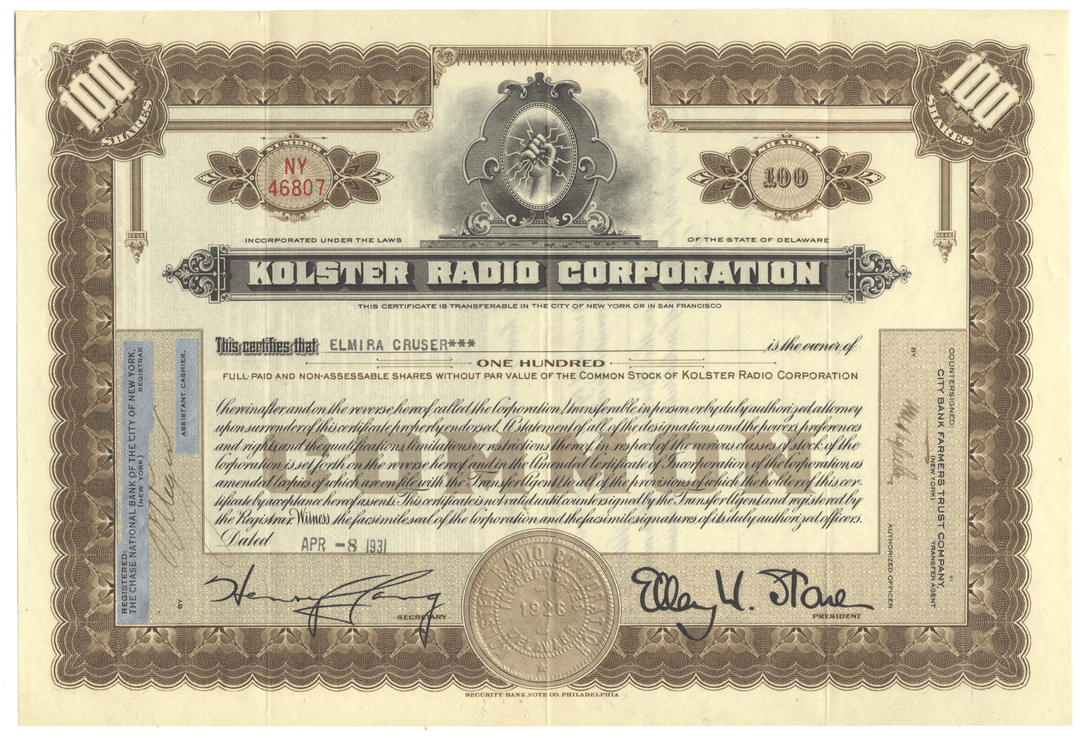 100 SHARES
100 SHARES
NUMBER
NY
46807
SHARES
100
INCORPORATED UNDER THE LAWS
OF THE STATE OF DELAWARE
KOLSTER RADIO CORPORATION
THIS CERTIFICATE IS TRANSFERABLE IN THE CITY OF NEW YORK OR IN SAN FRANCISCO
This certifies that ELMIRA CRUSER*** is the owner of
ONE HUNDRED
FULL-PAID AND NON-ASSESSABLE SHARES WITHOUT PAR VALUE OF THE COMMON STOCK OF KOLSTER RADIO CORPORATION
COMMON
(hereinafter and on the reverse hereof called the Corporation,) transferable in person or by duly authorized attorney
upon surrender of this certificate properly endorsed. A statement of all of the designations and the powers, preferences
and rights and the qualifications, limitations or restrictions thereof in respect of the various classes of stock of the
Corporation is set forth on the reverse hereof and in the Amended Certificate of Incorporation of the Corporation as
amended (copies of which are on file with the Transfer Agent) to all of the provisions of which the holder of this cer-
tificate by acceptance hereof assents. This certificate is not valid until countersigned by the Transfer Agent and registered by
the Registrar. Witness, the facsimile seal of the Corporation and the facsimile signatures of its duly authorized officers.
Dated APR -8 1931
REGISTERED:
THE CHASE NATIONAL BANK OF THE CITY OF NEW YORK,
(NEW YORK) REGISTRAR
BY
ASSISTANT CASHIER.
COUNTERSIGNED:
CITY BANK FARMERS TRUST COMPANY,
(NEW YORK) TRANSFER AGENT
BY
AUTHORIZED OFFICER
SECRETARY
Ellery W. Stone
PRESIDENT
SECURITY BANK NOTE CO. PHILADELPHIA